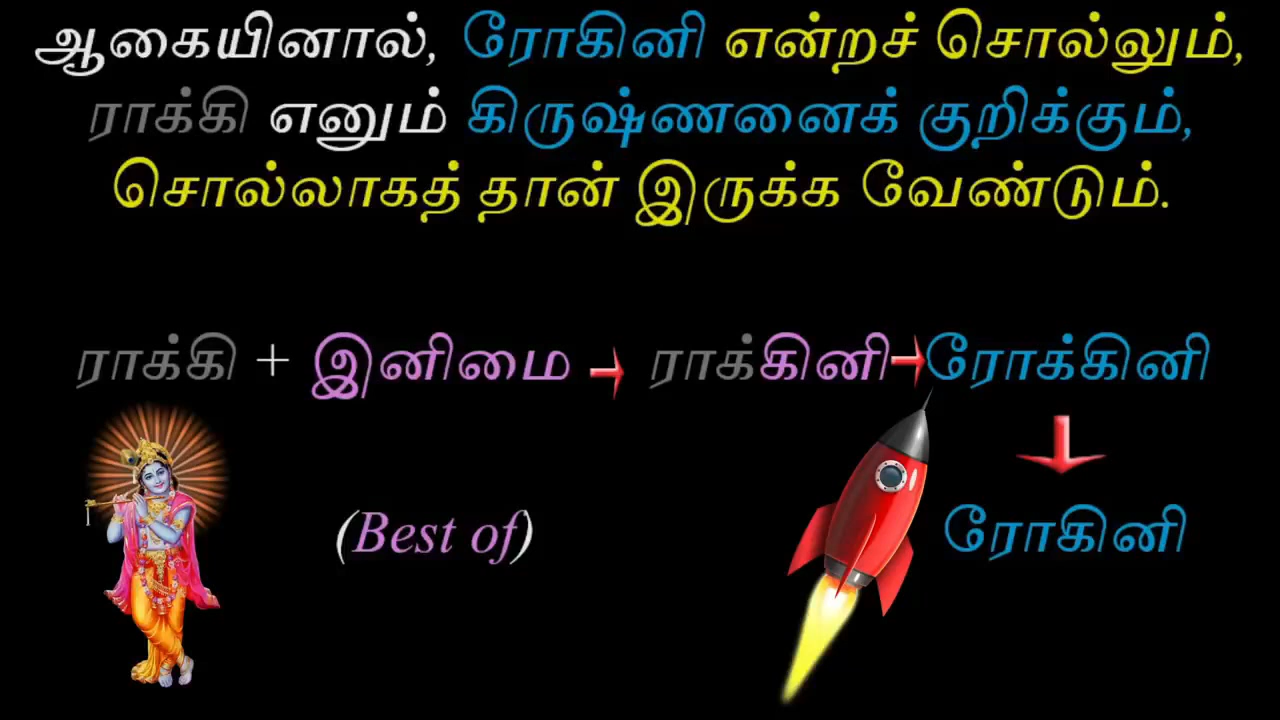 ஆகையினால், ரோகினி என்றச் சொல்லும்,
ராக்கி எனும் கிருஷ்ணனைக் குறிக்கும்,
சொல்லாகத் தான் இருக்க வேண்டும்.
ராக்கி + இனிமை → ராக்கினி → ரோக்கினி
(Best of)
ரோகினி